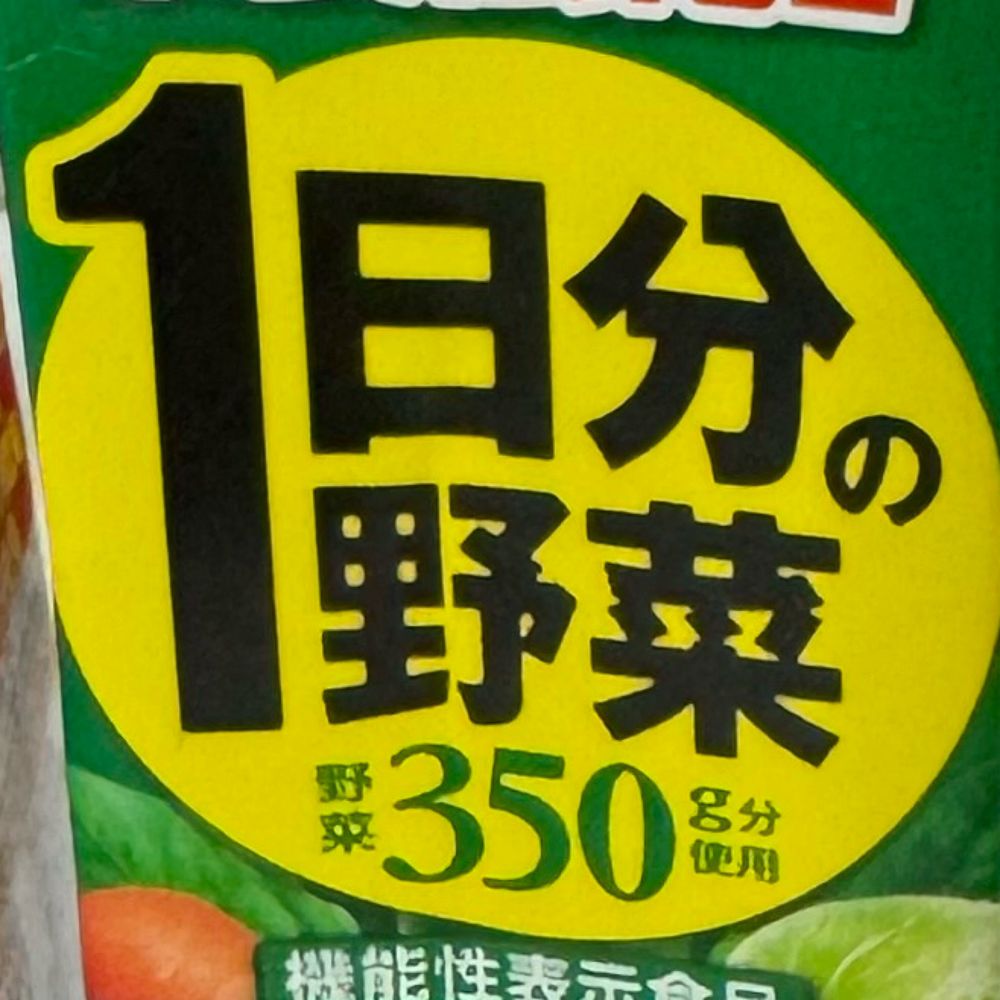 1日分の
野菜
野菜350g分使用
機能性表示食品